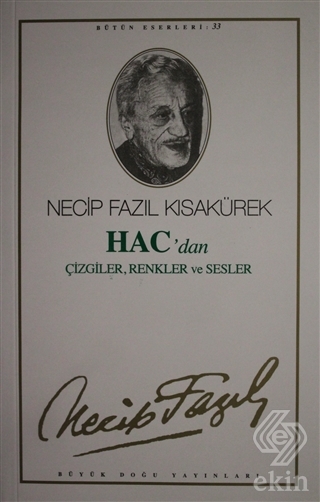 BÜTÜN ESERLERİ: 33
NECİP FAZIL KISAKÜREK
HAC'dan
ÇİZGİLER, RENKLER ve SESLER
Necip Fazıl
BÜYÜK DOĞU YAYINLARI
ekin